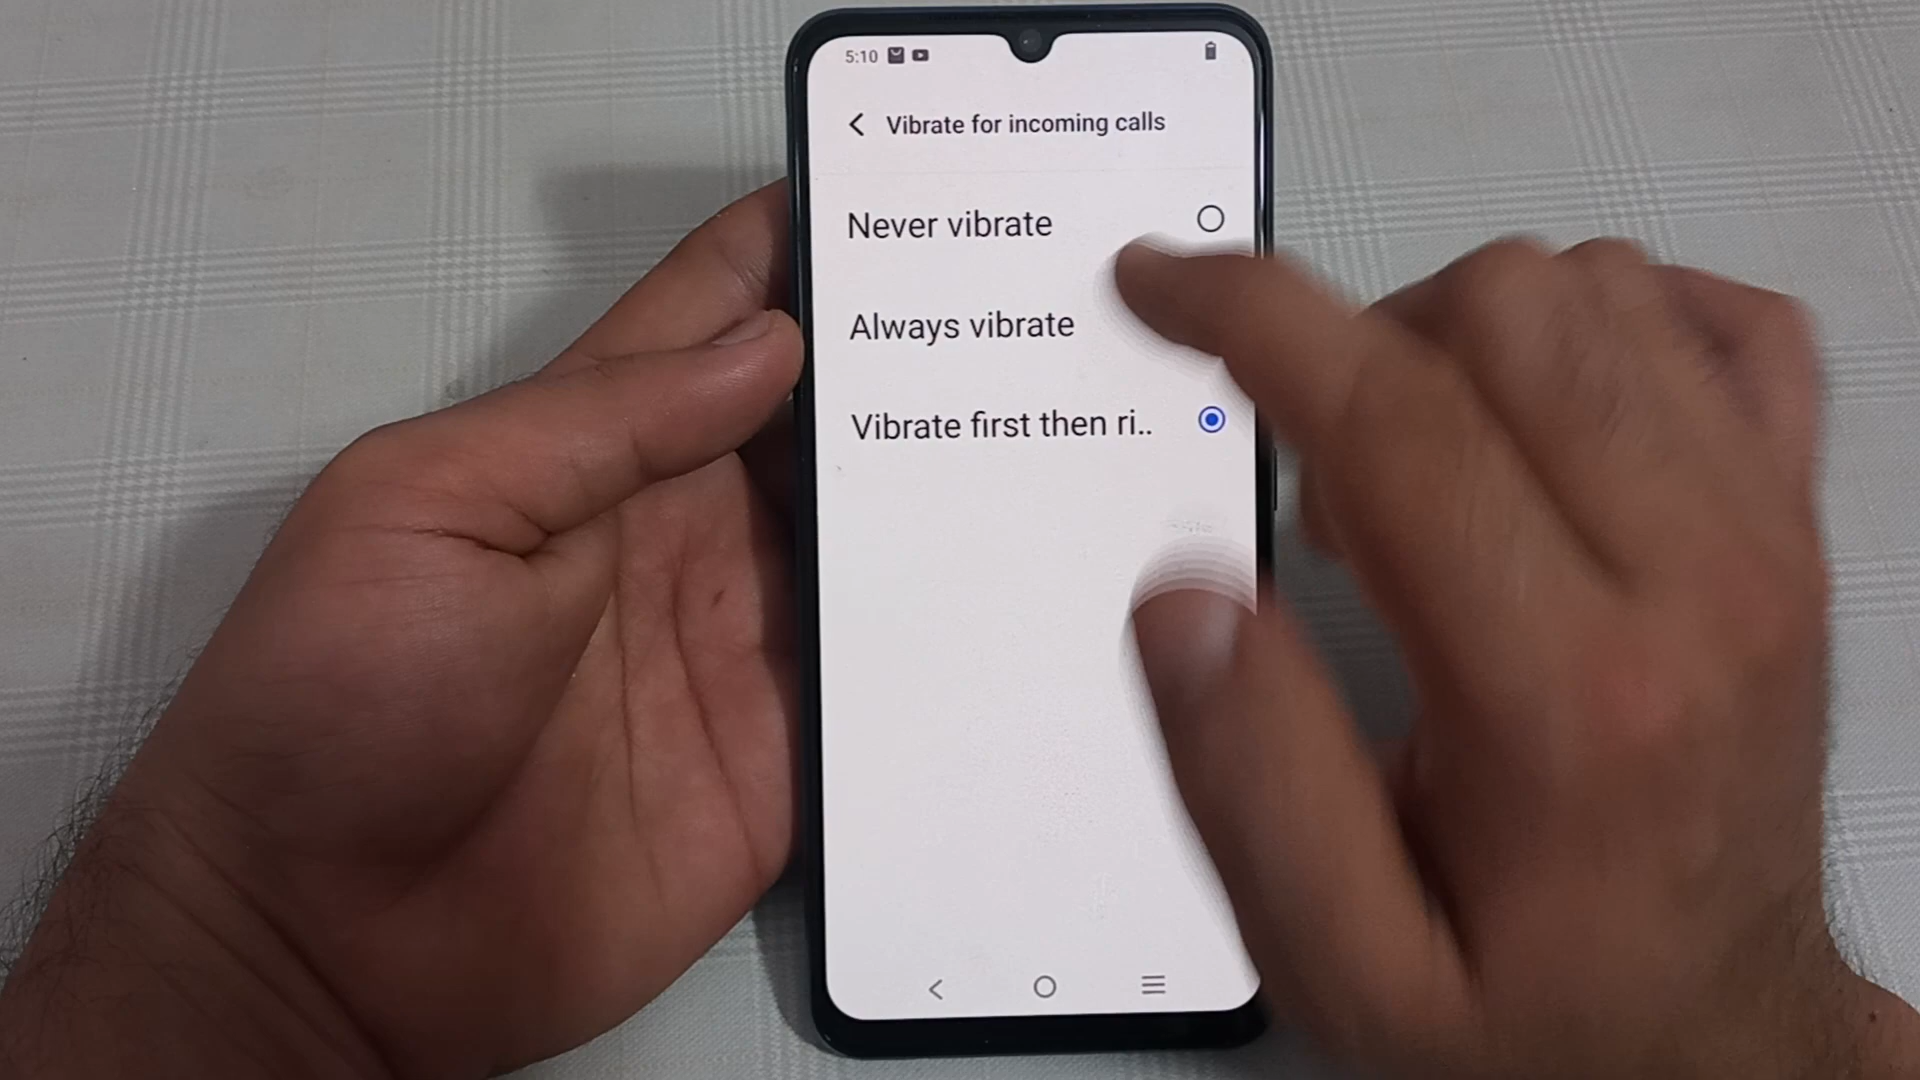 5:10
Vibrate for incoming calls
Never vibrate
Always vibrate
Vibrate first then ri..